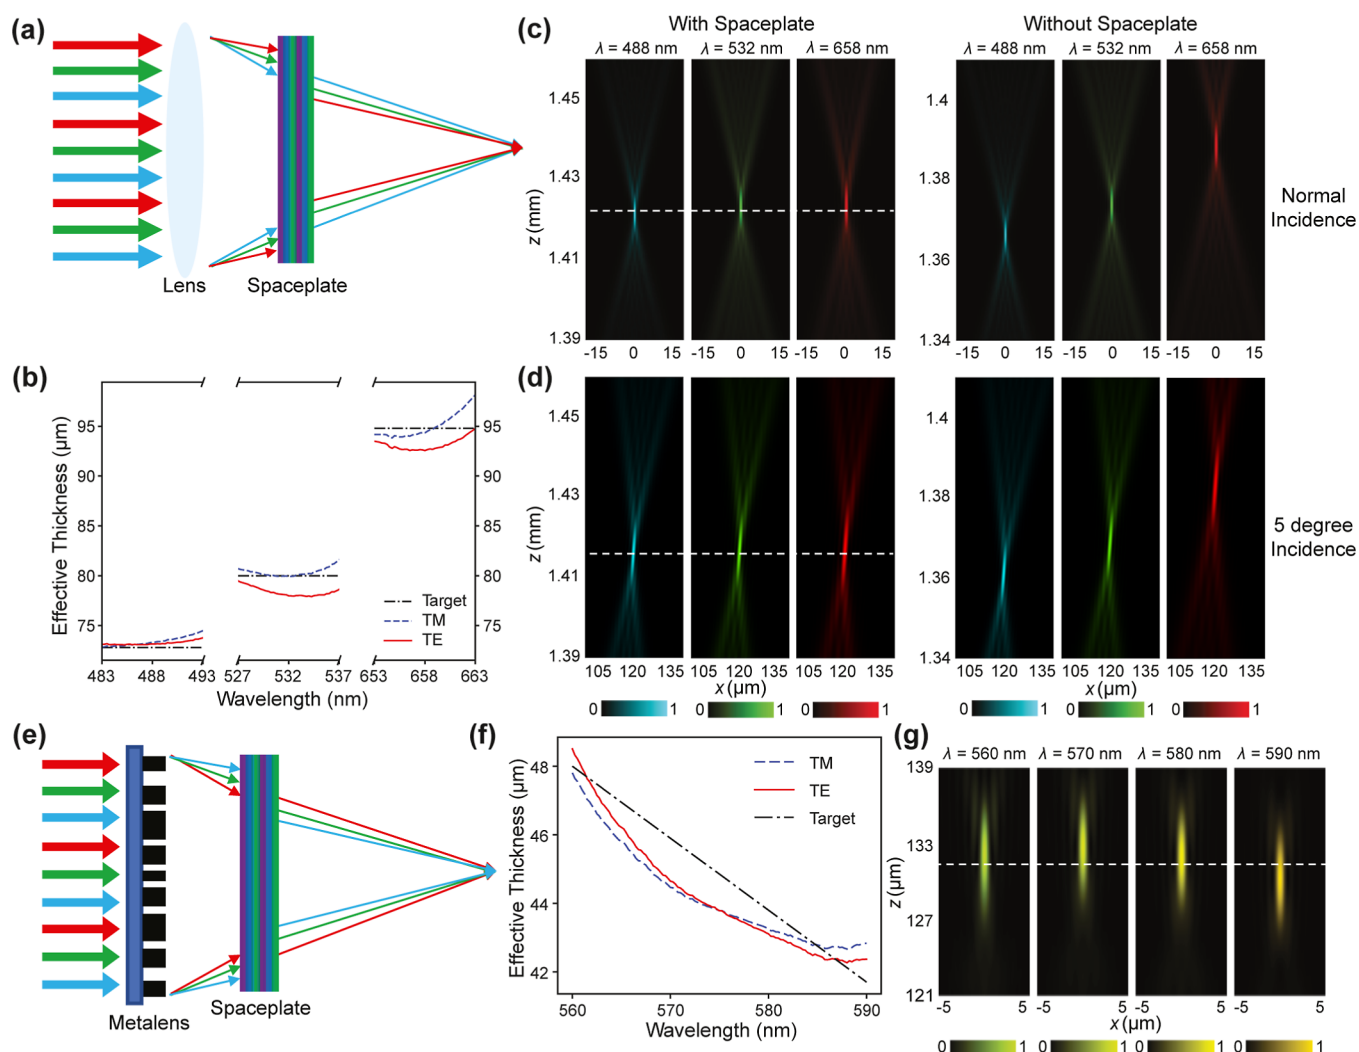 (a)
Lens
Spaceplate
(b)
Effective Thickness (μm)
95
90
85
80
75
95
90
85
80
75
Target
TM
TE
483
488
493
527
532
537
653
658
663
Wavelength (nm)
(c)
With Spaceplate
Without Spaceplate
λ = 488 nm
λ = 532 nm
λ = 658 nm
λ = 488 nm
λ = 532 nm
λ = 658 nm
z (mm)
1.45
1.43
1.41
1.39
1.4
1.38
1.36
1.34
-15 0 15
-15 0 15
-15 0 15
-15 0 15
-15 0 15
-15 0 15
Normal
Incidence
(d)
z (mm)
1.45
1.43
1.41
1.39
1.4
1.38
1.36
1.34
105 120 135
105 120 135
105 120 135
105 120 135
105 120 135
105 120 135
x (μm)
x (μm)
0 1
0 1
0 1
0 1
0 1
0 1
5 degree
Incidence
(e)
Metalens
Spaceplate
(f)
Effective Thickness (μm)
48
46
44
42
TM
TE
Target
560
570
580
590
Wavelength (nm)
(g)
λ = 560 nm
λ = 570 nm
λ = 580 nm
λ = 590 nm
z (μm)
139
133
127
121
-5 5
-5 5
-5 5
-5 5
x (μm)
0 1
0 1
0 1
0 1